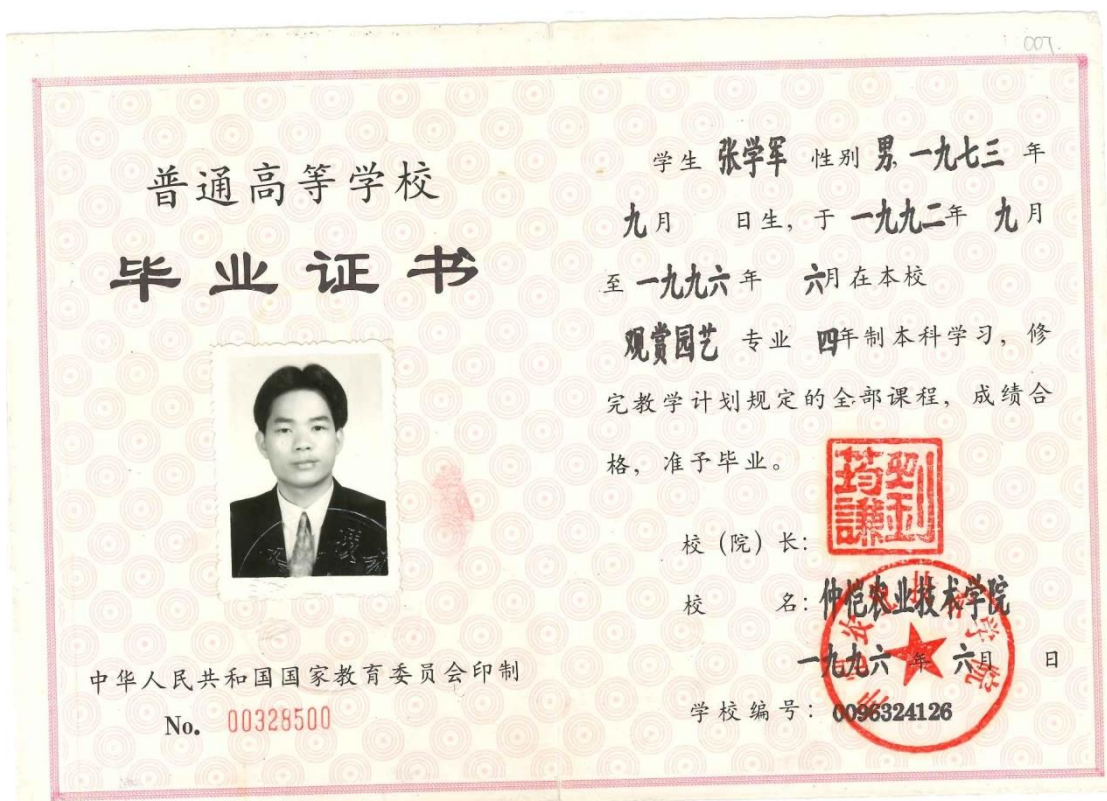 007.
普通高等学校
毕业证书
中华人民共和国国家教育委员会印制
No. 00328500
学生 张学军 性别 男, 一九七三 年
九月 日生, 于 一九九二年 九月
至 一九九六 年 六月在本校
观赏园艺 专业 四年制本科学习, 修
完教学计划规定的全部课程, 成绩合
格, 准予毕业。
校(院)长:
校 名: 仲恺农业技术学院
一九九六 年 六月 日
学校编号: 0096324126